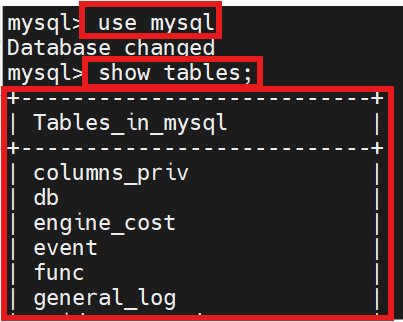 mysql> use mysql
Database changed
mysql> show tables;
+---------------------------+
| Tables_in_mysql           |
+---------------------------+
| columns_priv              |
| db                        |
| engine_cost               |
| event                     |
| func                      |
| general_log               |